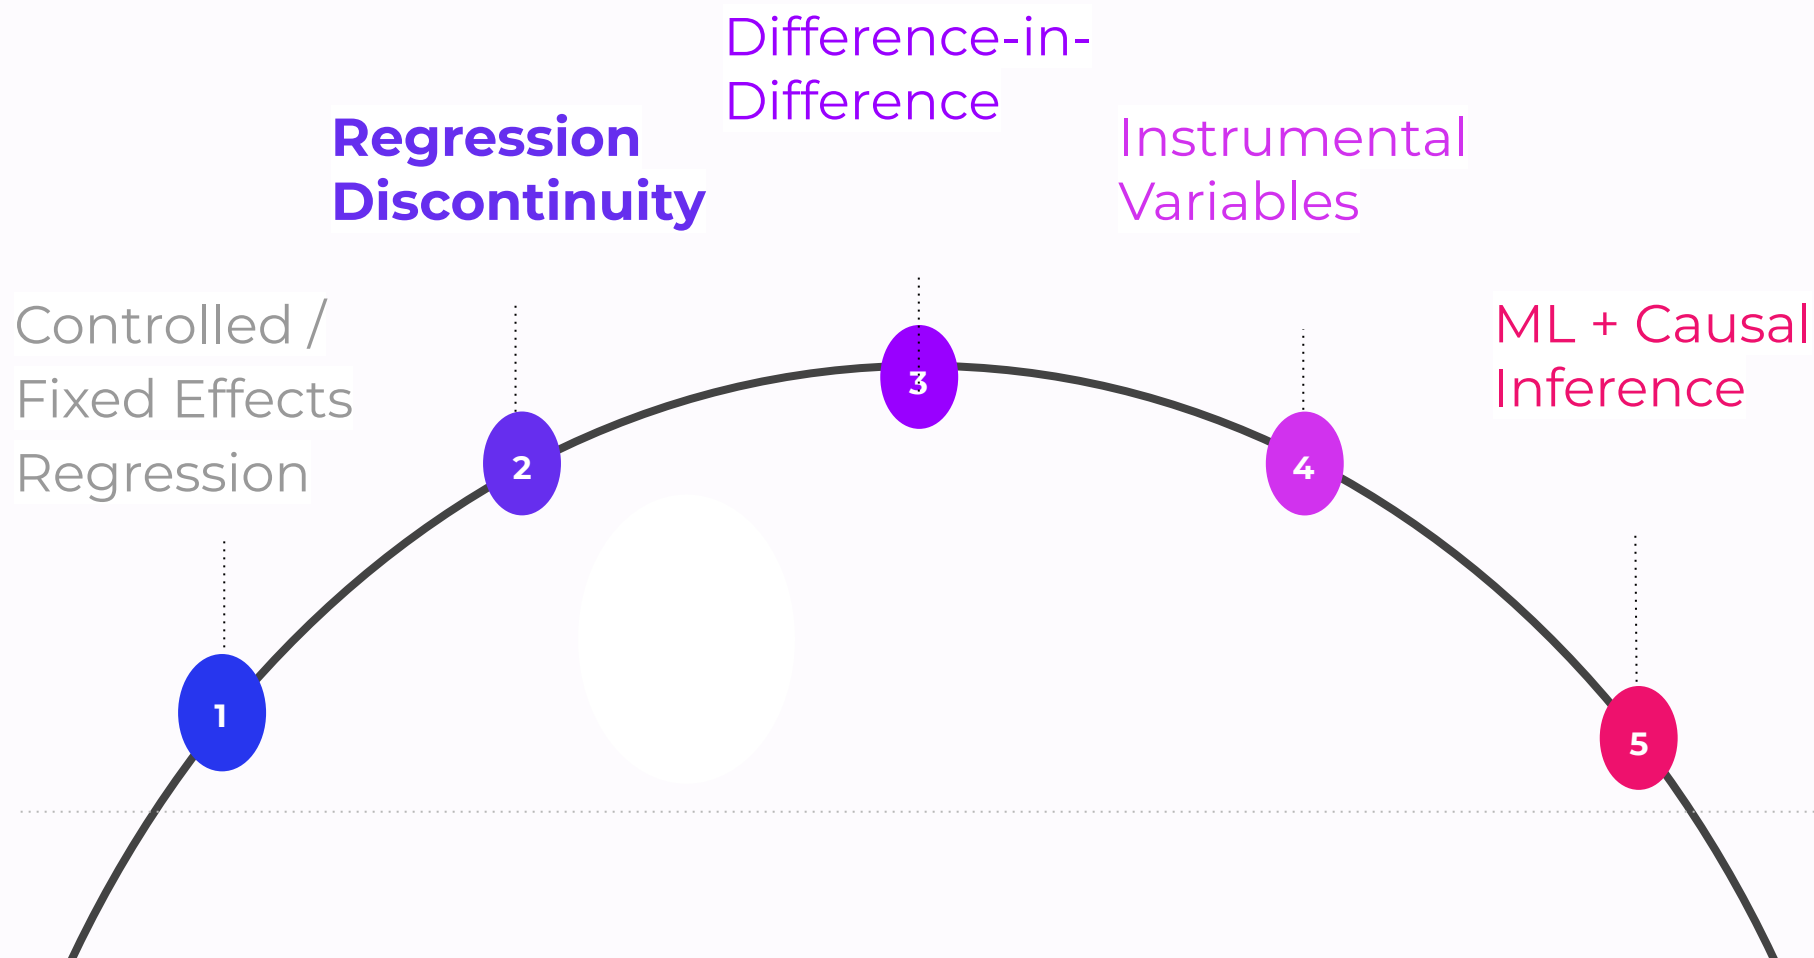 Difference-in-
Difference
Regression
Discontinuity
Instrumental
Variables
Controlled /
Fixed Effects
Regression
ML + Causal
Inference
1
2
3
4
5